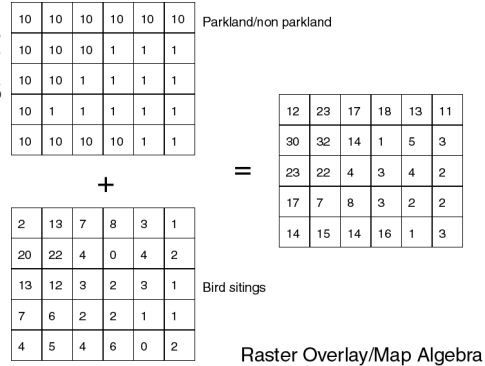 10 10 10 10 10 10
10 10 10 1 1 1
10 10 1 1 1 1
10 1 1 1 1 1
10 10 10 10 1 1
Parkland/non parkland
+
2 13 7 8 3 1
20 22 4 0 4 2
13 12 3 2 3 1
7 6 2 2 1 1
4 5 4 6 0 2
Bird sitings
=
12 23 17 18 13 11
30 32 14 1 5 3
23 22 4 3 4 2
17 7 8 3 2 2
14 15 14 16 1 3
Raster Overlay/Map Algebra